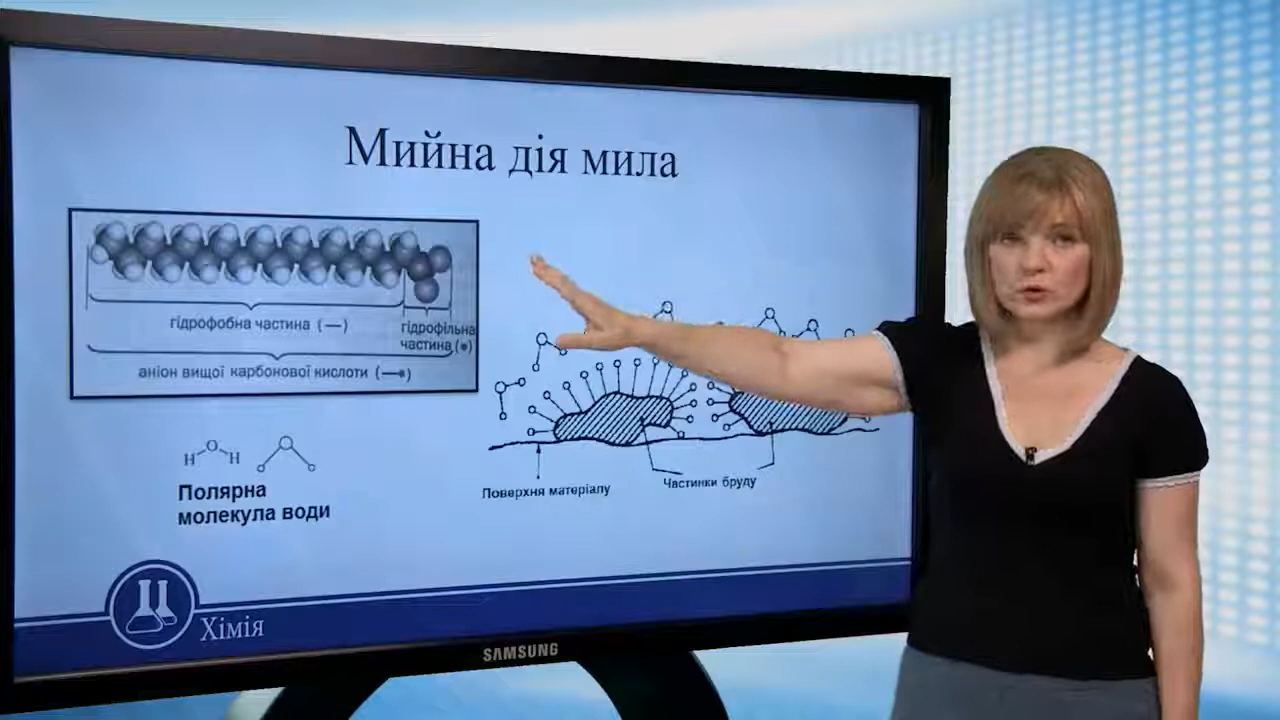 Мийна дія мила
гідрофобна частина (—)
гідрофільна
частина (•)
аніон вищої карбонової кислоти (—•)
H O H
Полярна
молекула води
Поверхня матеріалу
Частинки бруду
Хімія
SAMSUNG